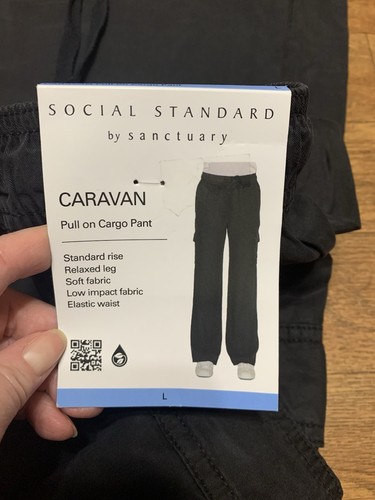 SOCIAL STANDARD
by sanctuary
CARAVAN
Pull on Cargo Pant
Standard rise
Relaxed leg
Soft fabric
Low impact fabric
Elastic waist
L